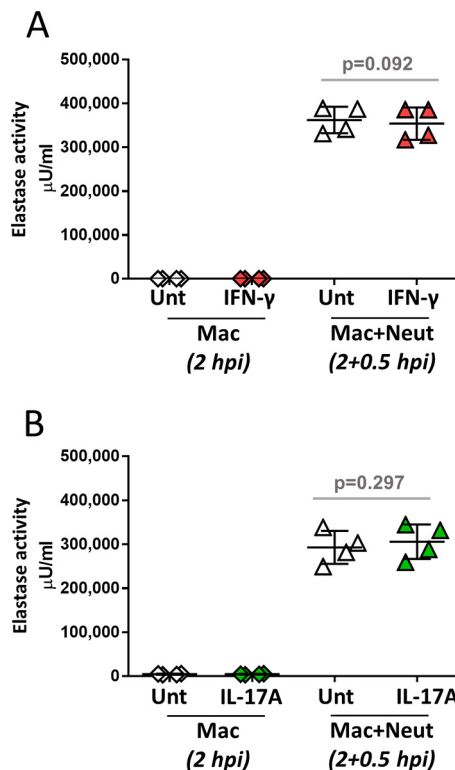 A
500,000
400,000
300,000
200,000
100,000
0
Elastase activity
µU/ml
p=0.092
Unt IFN-γ Unt IFN-γ
Mac Mac+Neut
(2 hpi) (2+0.5 hpi)
B
500,000
400,000
300,000
200,000
100,000
0
Elastase activity
µU/ml
p=0.297
Unt IL-17A Unt IL-17A
Mac Mac+Neut
(2 hpi) (2+0.5 hpi)